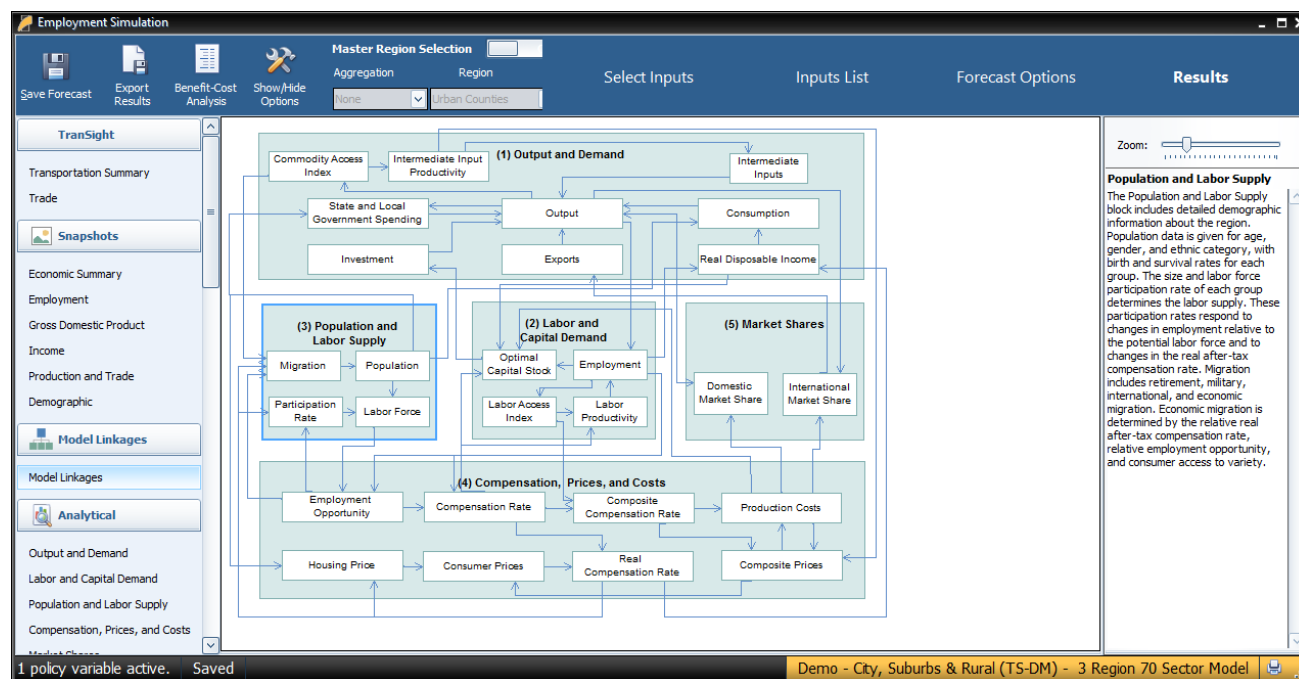 Employment Simulation
Save Forecast
Export
Results
Benefit-Cost
Analysis
Show/Hide
Options
Master Region Selection
Aggregation
Region
None
Urban Counties
Select Inputs
Inputs List
Forecast Options
Results
TranSight
Transportation Summary
Trade
Snapshots
Economic Summary
Employment
Gross Domestic Product
Income
Production and Trade
Demographic
Model Linkages
Model Linkages
Analytical
Output and Demand
Labor and Capital Demand
Population and Labor Supply
Compensation, Prices, and Costs
Market Shares
(1) Output and Demand
Commodity Access
Index
Intermediate Input
Productivity
Intermediate
Inputs
State and Local
Government Spending
Output
Consumption
Investment
Exports
Real Disposable Income
(3) Population and
Labor Supply
Migration
Population
Participation
Rate
Labor Force
(2) Labor and
Capital Demand
Optimal
Capital Stock
Employment
Labor Access
Index
Labor
Productivity
(5) Market Shares
Domestic
Market Share
International
Market Share
(4) Compensation, Prices, and Costs
Employment
Opportunity
Compensation Rate
Composite
Compensation Rate
Production Costs
Housing Price
Consumer Prices
Real
Compensation Rate
Composite Prices
Zoom:
Population and Labor Supply
The Population and Labor Supply
block includes detailed demographic
information about the region.
Population data is given for age,
gender, and ethnic category, with
birth and survival rates for each
group. The size and labor force
participation rate of each group
determines the labor supply. These
participation rates respond to
changes in employment relative to
the potential labor force and to
changes in the real after-tax
compensation rate. Migration
includes retirement, military,
international, and economic
migration. Economic migration is
determined by the relative real
after-tax compensation rate,
relative employment opportunity,
and consumer access to variety.
1 policy variable active.
Saved
Demo - City, Suburbs & Rural (TS-DM) - 3 Region 70 Sector Model